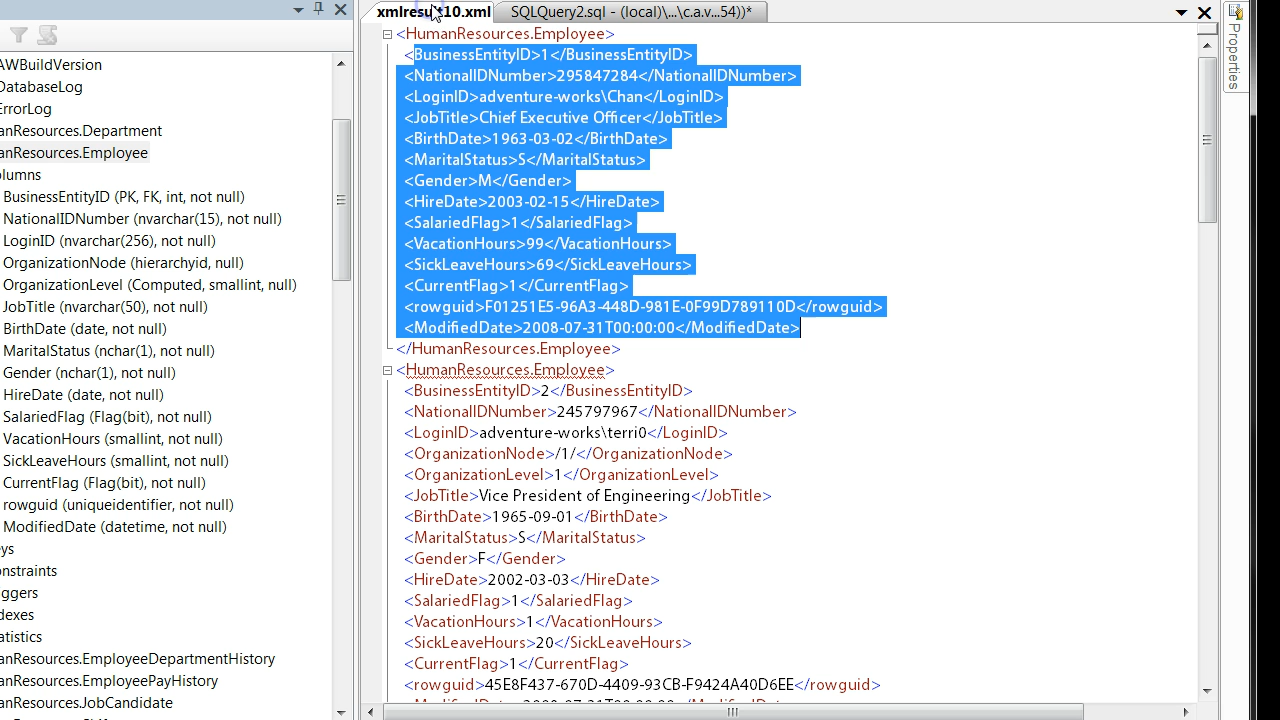 xmlresult10.xml
SQLQuery2.sql - (local)\...\c.a.v...54))*
Properties
AWBuildVersion
DatabaseLog
ErrorLog
anResources.Department
anResources.Employee
olumns
BusinessEntityID (PK, FK, int, not null)
NationalIDNumber (nvarchar(15), not null)
LoginID (nvarchar(256), not null)
OrganizationNode (hierarchyid, null)
OrganizationLevel (Computed, smallint, null)
JobTitle (nvarchar(50), not null)
BirthDate (date, not null)
MaritalStatus (nchar(1), not null)
Gender (nchar(1), not null)
HireDate (date, not null)
SalariedFlag (Flag(bit), not null)
VacationHours (smallint, not null)
SickLeaveHours (smallint, not null)
CurrentFlag (Flag(bit), not null)
rowguid (uniqueidentifier, not null)
ModifiedDate (datetime, not null)
eys
onstraints
iggers
dexes
atistics
anResources.EmployeeDepartmentHistory
anResources.EmployeePayHistory
anResources.JobCandidate
<HumanResources.Employee>
<BusinessEntityID>1</BusinessEntityID>
<NationalIDNumber>295847284</NationalIDNumber>
<LoginID>adventure-works\Chan</LoginID>
<JobTitle>Chief Executive Officer</JobTitle>
<BirthDate>1963-03-02</BirthDate>
<MaritalStatus>S</MaritalStatus>
<Gender>M</Gender>
<HireDate>2003-02-15</HireDate>
<SalariedFlag>1</SalariedFlag>
<VacationHours>99</VacationHours>
<SickLeaveHours>69</SickLeaveHours>
<CurrentFlag>1</CurrentFlag>
<rowguid>F01251E5-96A3-448D-981E-0F99D789110D</rowguid>
<ModifiedDate>2008-07-31T00:00:00</ModifiedDate>
</HumanResources.Employee>
<HumanResources.Employee>
<BusinessEntityID>2</BusinessEntityID>
<NationalIDNumber>245797967</NationalIDNumber>
<LoginID>adventure-works\terri0</LoginID>
<OrganizationNode>/1/</OrganizationNode>
<OrganizationLevel>1</OrganizationLevel>
<JobTitle>Vice President of Engineering</JobTitle>
<BirthDate>1965-09-01</BirthDate>
<MaritalStatus>S</MaritalStatus>
<Gender>F</Gender>
<HireDate>2002-03-03</HireDate>
<SalariedFlag>1</SalariedFlag>
<VacationHours>1</VacationHours>
<SickLeaveHours>20</SickLeaveHours>
<CurrentFlag>1</CurrentFlag>
<rowguid>45E8F437-670D-4409-93CB-F9424A40D6EE</rowguid>